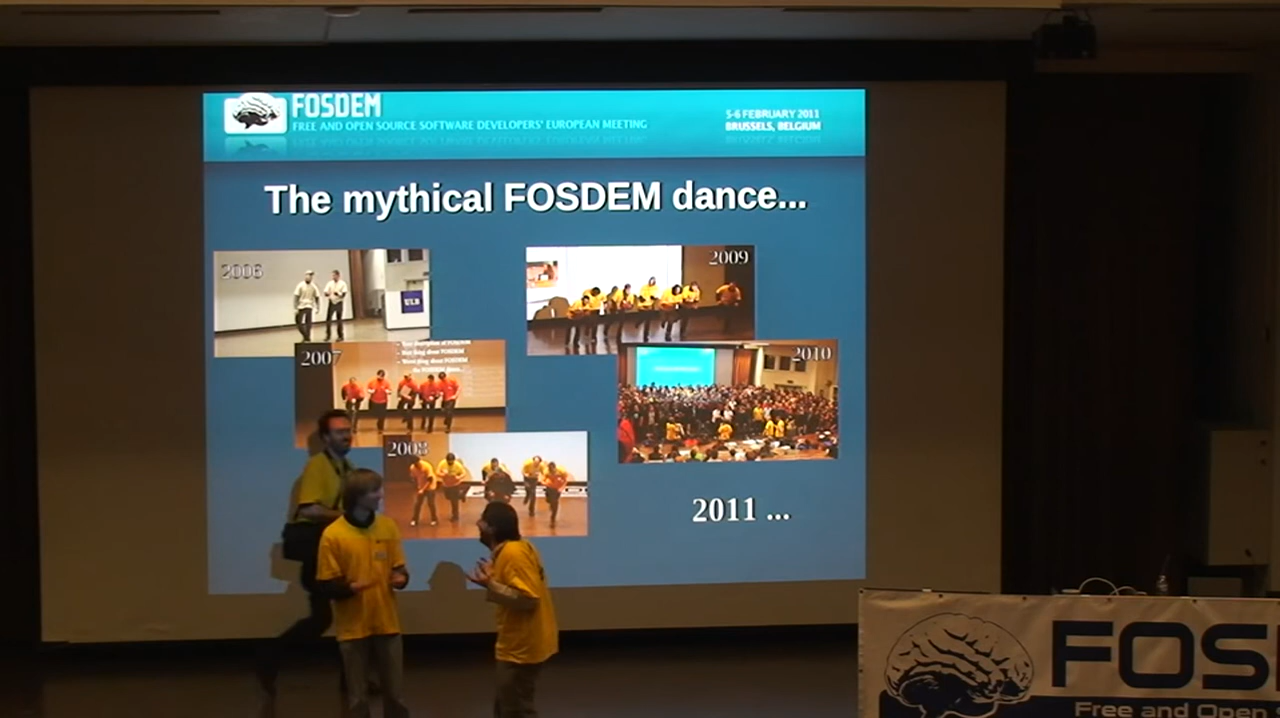 FOSDEM
FREE AND OPEN SOURCE SOFTWARE DEVELOPERS' EUROPEAN MEETING
5-6 FEBRUARY 2011
BRUSSELS, BELGIUM
The mythical FOSDEM dance...
2006
ULB
2009
2007
2010
2008
2011 ...
FOS
Free and Open